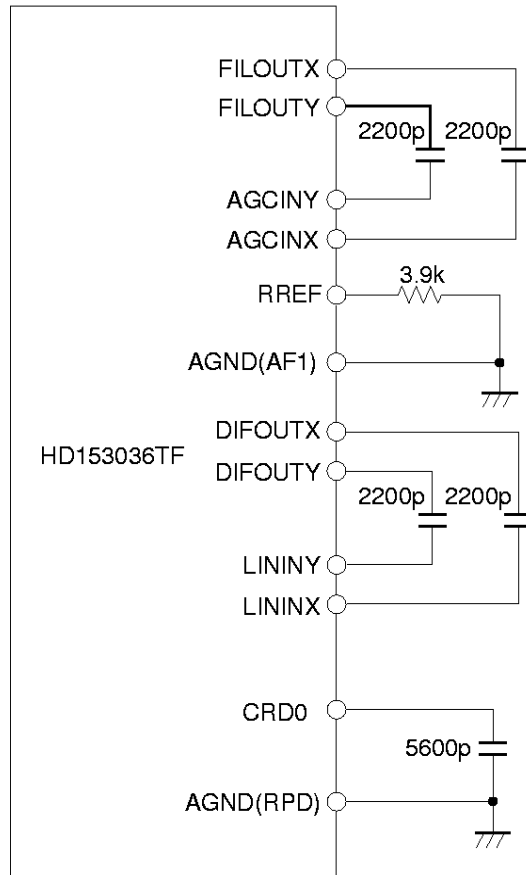 FILOUTX
FILOUTY
2200p 2200p
AGCINY
AGCINX
3.9k
RREF
AGND(AF1)
DIFOUTX
HD153036TF
DIFOUTY
2200p 2200p
LININY
LININX
CRD0
5600p
AGND(RPD)